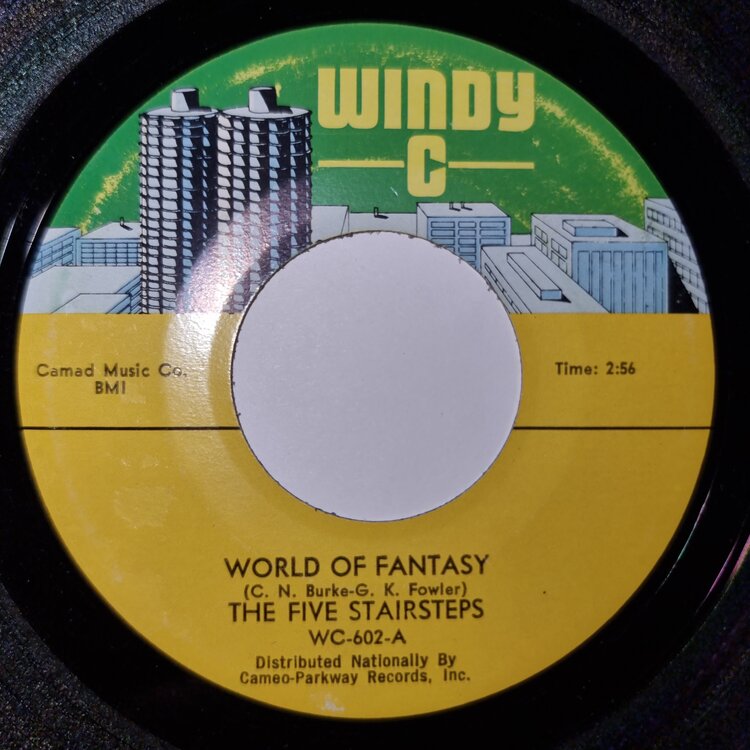 WINDY
C
Camad Music Co.
BMI
Time: 2:56
WORLD OF FANTASY
(C. N. Burke-G. K. Fowler)
THE FIVE STAIRSTEPS
WC-602-A
Distributed Nationally By
Cameo-Parkway Records, Inc.